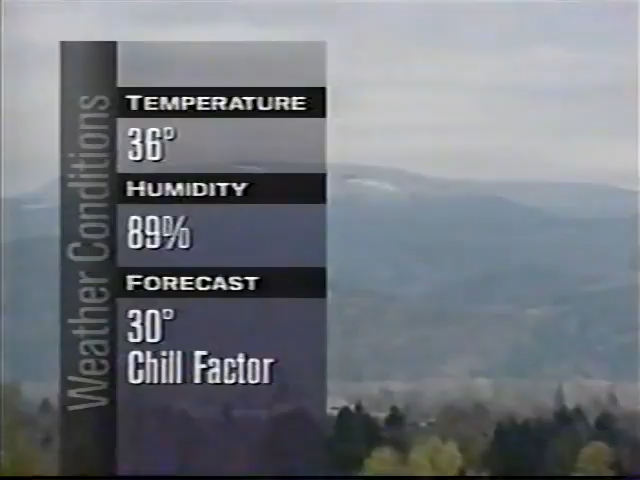 Weather Conditions
TEMPERATURE
36°
HUMIDITY
89%
FORECAST
30°
Chill Factor